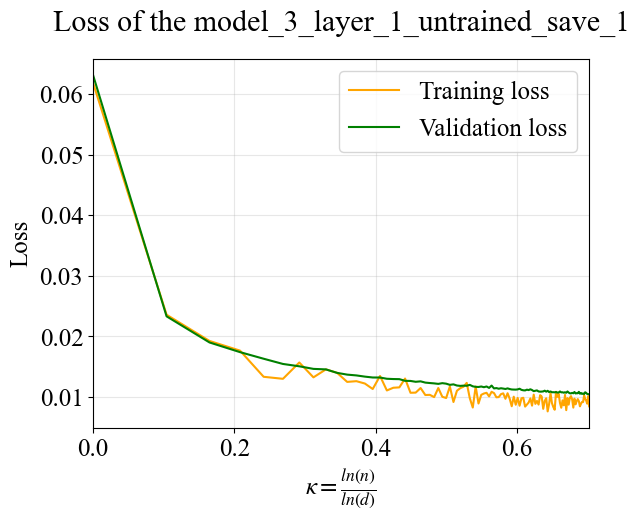 Loss of the model_3_layer_1_untrained_save_1
Training loss
Validation loss
0.06
0.05
0.04
0.03
0.02
0.01
Loss
0.0 0.2 0.4 0.6
κ = ln(n)/ln(d)